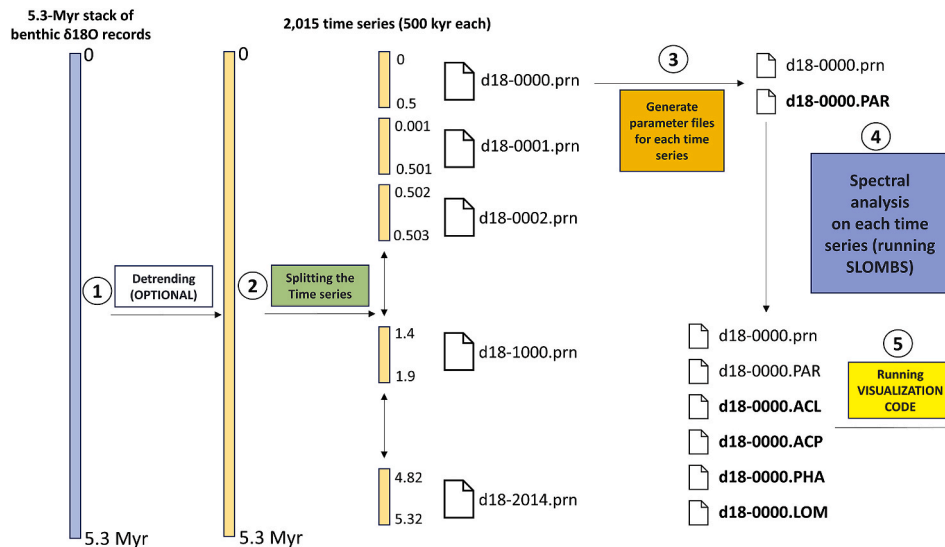 5.3-Myr stack of
benthic δ18O records
0
5.3 Myr
1
Detrending
(OPTIONAL)
0
5.3 Myr
2
Splitting the
Time series
2,015 time series (500 kyr each)
0
0.5
d18-0000.prn
0.001
0.501
d18-0001.prn
0.502
0.503
d18-0002.prn
1.4
1.9
d18-1000.prn
4.82
5.32
d18-2014.prn
3
Generate
parameter files
for each time
series
d18-0000.prn
d18-0000.PAR
4
Spectral
analysis
on each time
series (running
SLOMBS)
d18-0000.prn
d18-0000.PAR
d18-0000.ACL
d18-0000.ACP
d18-0000.PHA
d18-0000.LOM
5
Running
VISUALIZATION
CODE